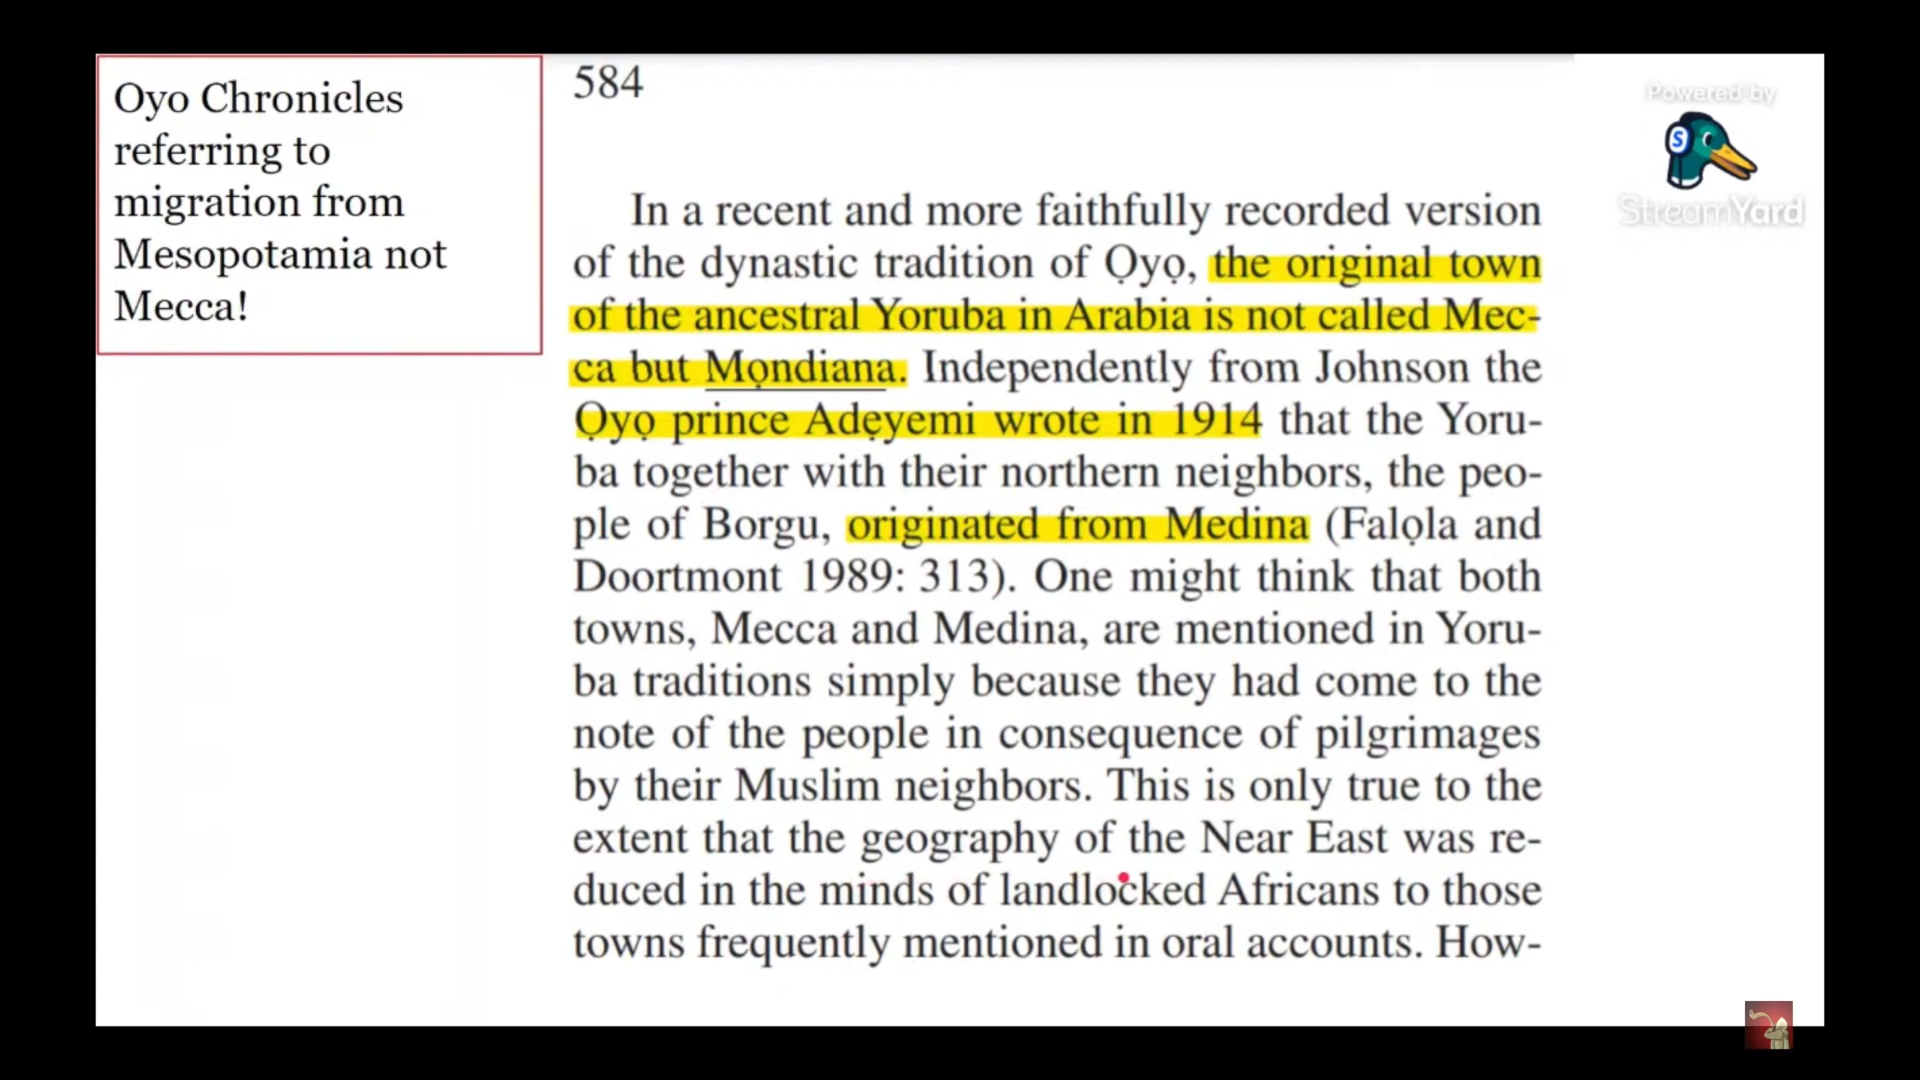 Oyo Chronicles
referring to
migration from
Mesopotamia not
Mecca!
584
In a recent and more faithfully recorded version
of the dynastic tradition of Ọyọ, the original town
of the ancestral Yoruba in Arabia is not called Mec-
ca but Mọndiana. Independently from Johnson the
Ọyọ prince Adẹyemi wrote in 1914 that the Yoru-
ba together with their northern neighbors, the peo-
ple of Borgu, originated from Medina (Falọla and
Doortmont 1989: 313). One might think that both
towns, Mecca and Medina, are mentioned in Yoru-
ba traditions simply because they had come to the
note of the people in consequence of pilgrimages
by their Muslim neighbors. This is only true to the
extent that the geography of the Near East was re-
duced in the minds of landlocked Africans to those
towns frequently mentioned in oral accounts. How-
Powered by
S
StreamYard